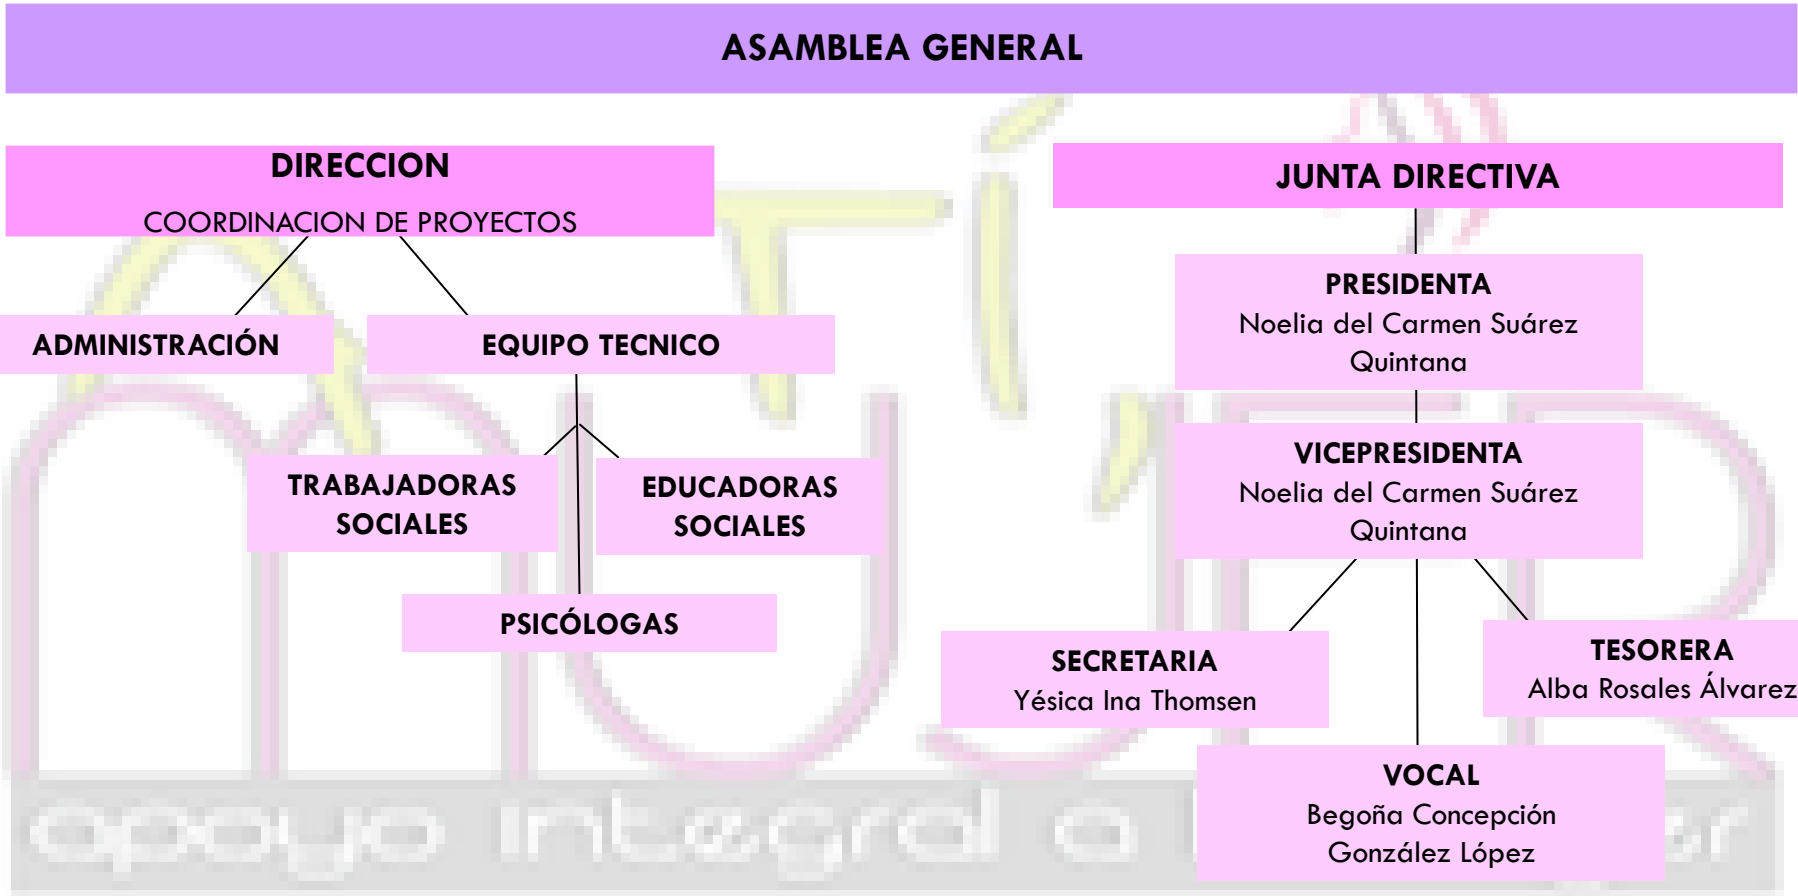 ASAMBLEA GENERAL
DIRECCION
COORDINACION DE PROYECTOS
ADMINISTRACIÓN
EQUIPO TECNICO
TRABAJADORAS
SOCIALES
EDUCADORAS
SOCIALES
PSICÓLOGAS
JUNTA DIRECTIVA
PRESIDENTA
Noelia del Carmen Suárez
Quintana
VICEPRESIDENTA
Noelia del Carmen Suárez
Quintana
SECRETARIA
Yésica Ina Thomsen
TESORERA
Alba Rosales Álvarez
VOCAL
Begoña Concepción
González López
apoyo integral a